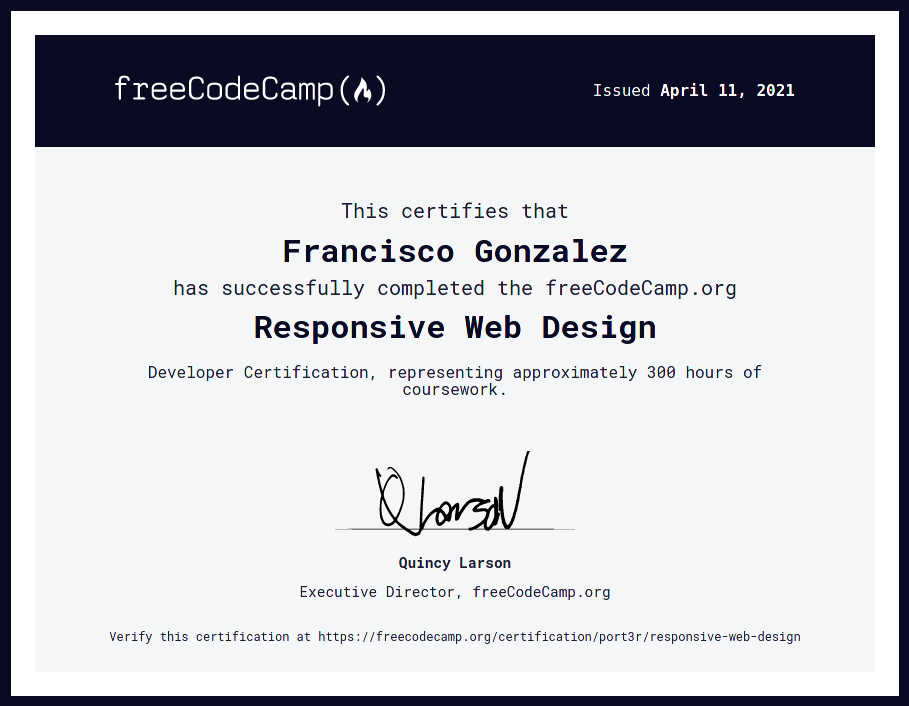 freeCodeCamp(🔥)
Issued April 11, 2021
This certifies that
Francisco Gonzalez
has successfully completed the freeCodeCamp.org
Responsive Web Design
Developer Certification, representing approximately 300 hours of
coursework.
Q Larson
Quincy Larson
Executive Director, freeCodeCamp.org
Verify this certification at https://freecodecamp.org/certification/port3r/responsive-web-design